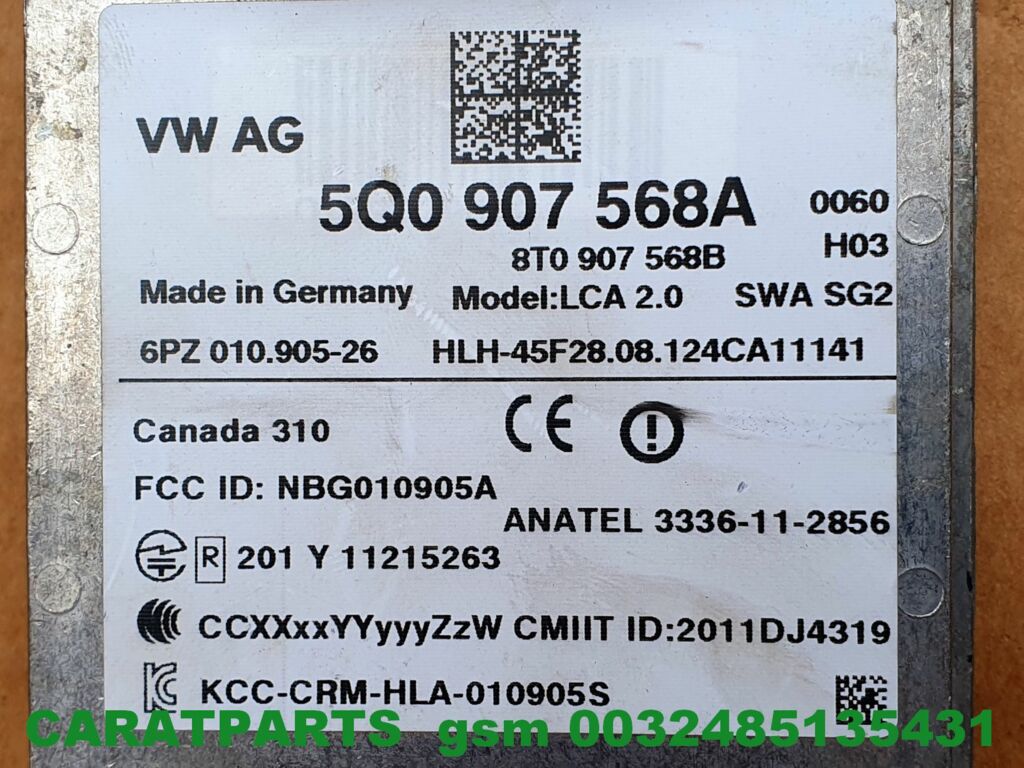 VW AG
5Q0 907 568A 0060
8T0 907 568B H03
Made in Germany Model:LCA 2.0 SWA SG2
6PZ 010.905-26 HLH-45F28.08.124CA11141
Canada 310 CE
FCC ID: NBG010905A
ANATEL 3336-11-2856
R 201 Y 11215263
CCXXxxYYyyyZzW CMIIT ID:2011DJ4319
KCC-CRM-HLA-010905S
CARATPARTS gsm 0032485135431